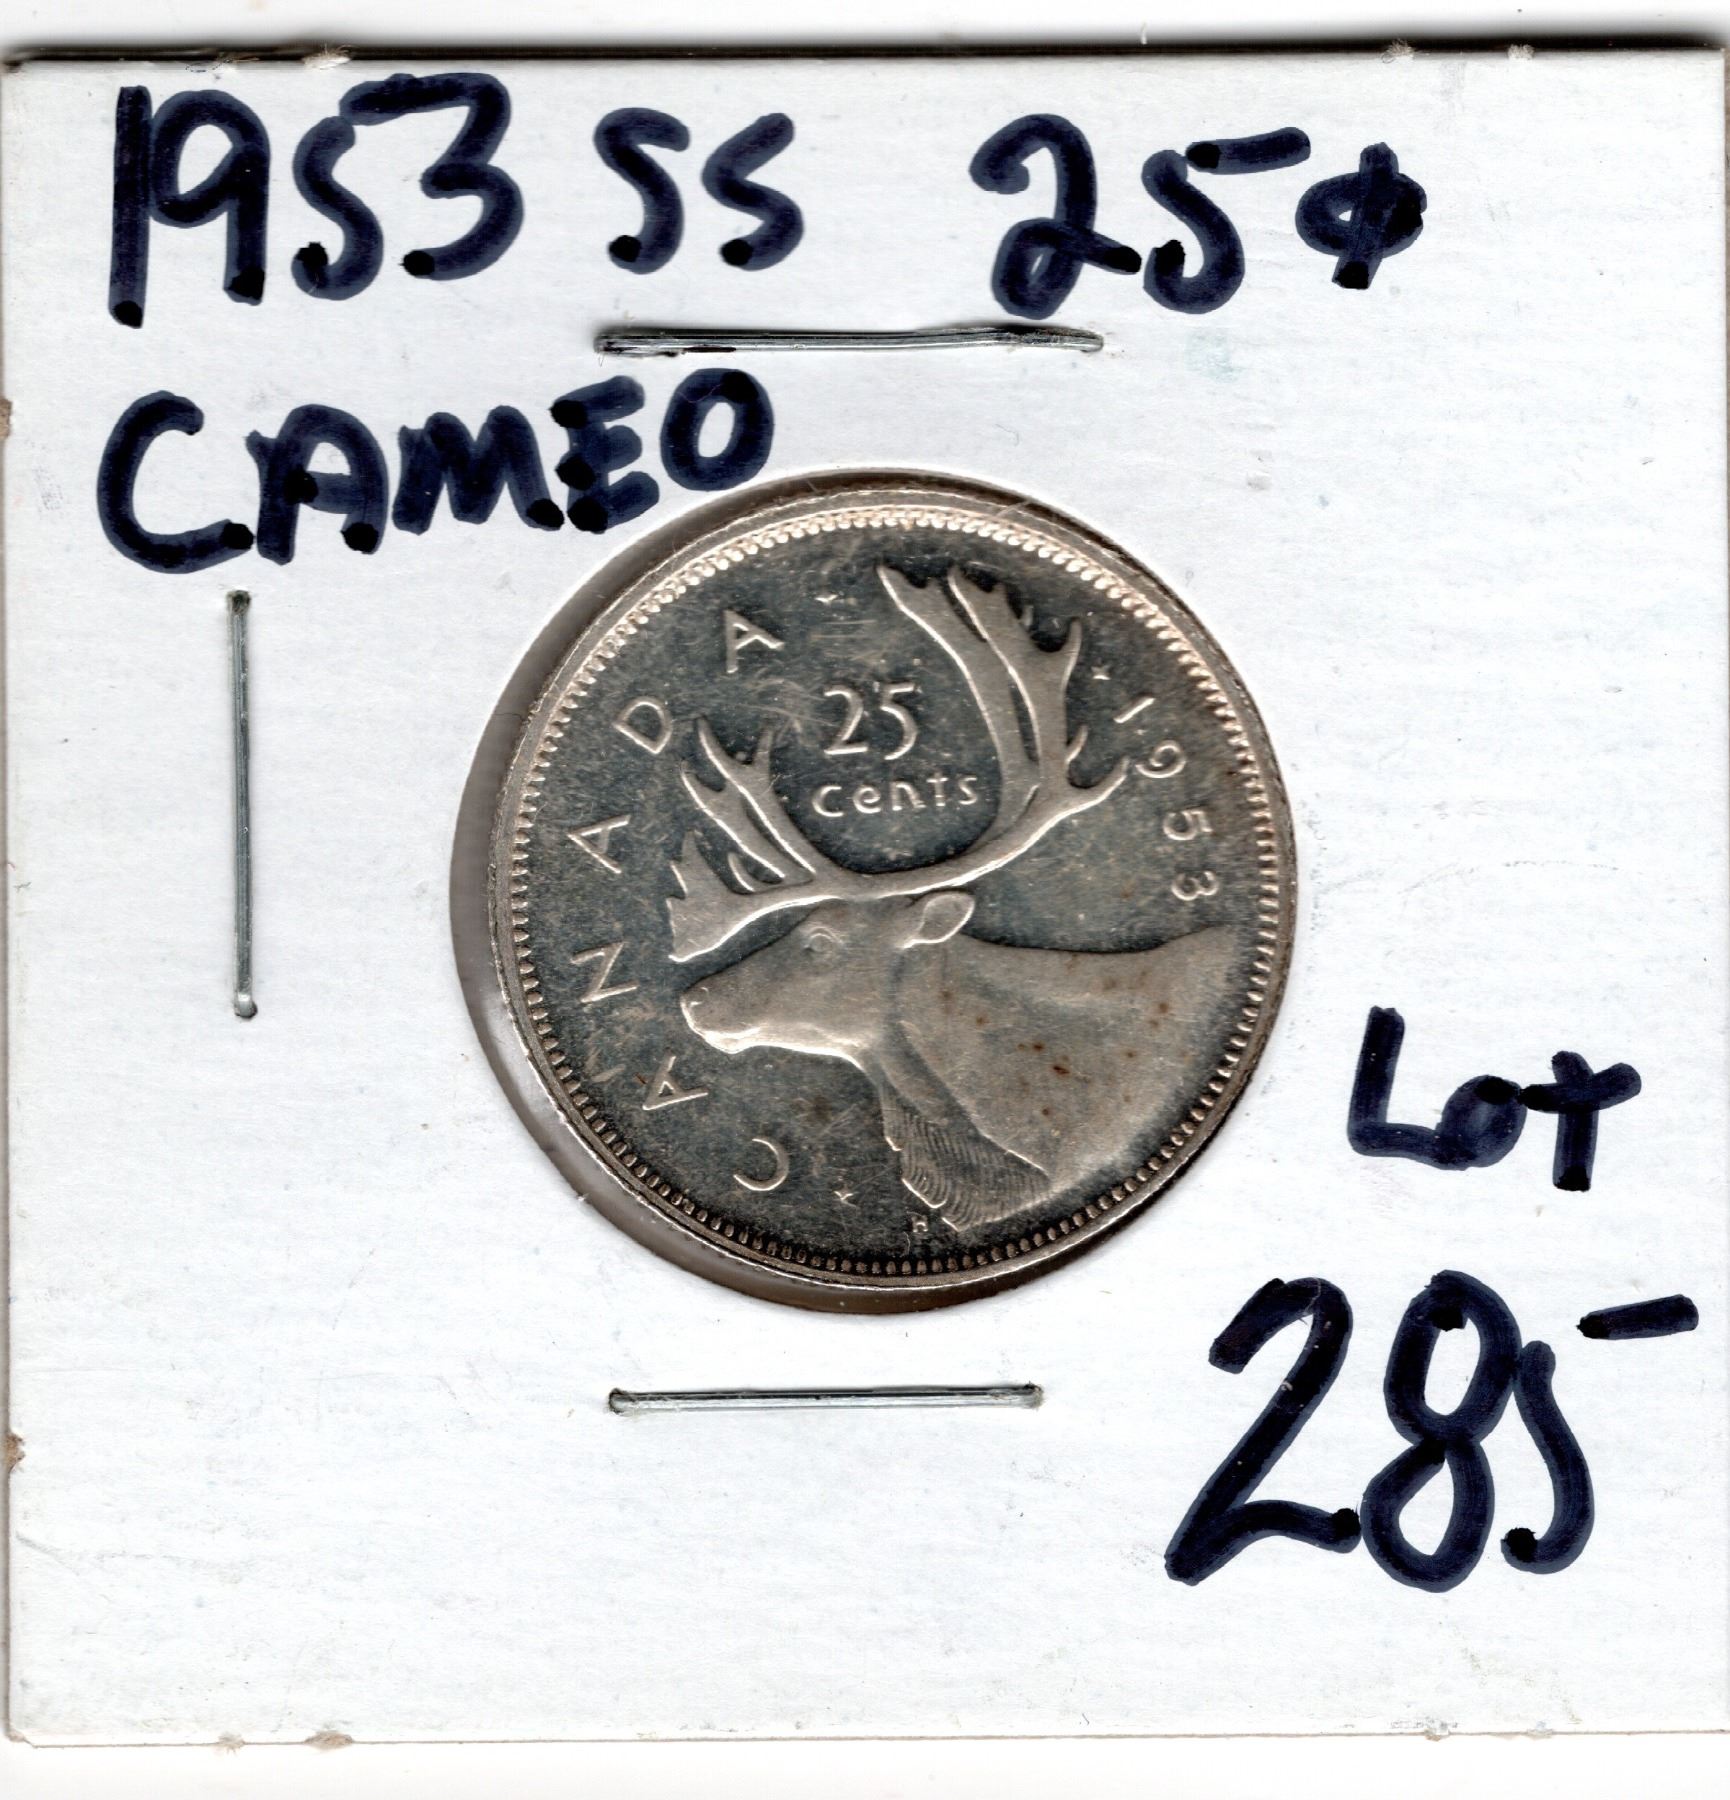 1953 SS 25¢
CAMEO
CANADA 1953
25
cents
H
Lot
285